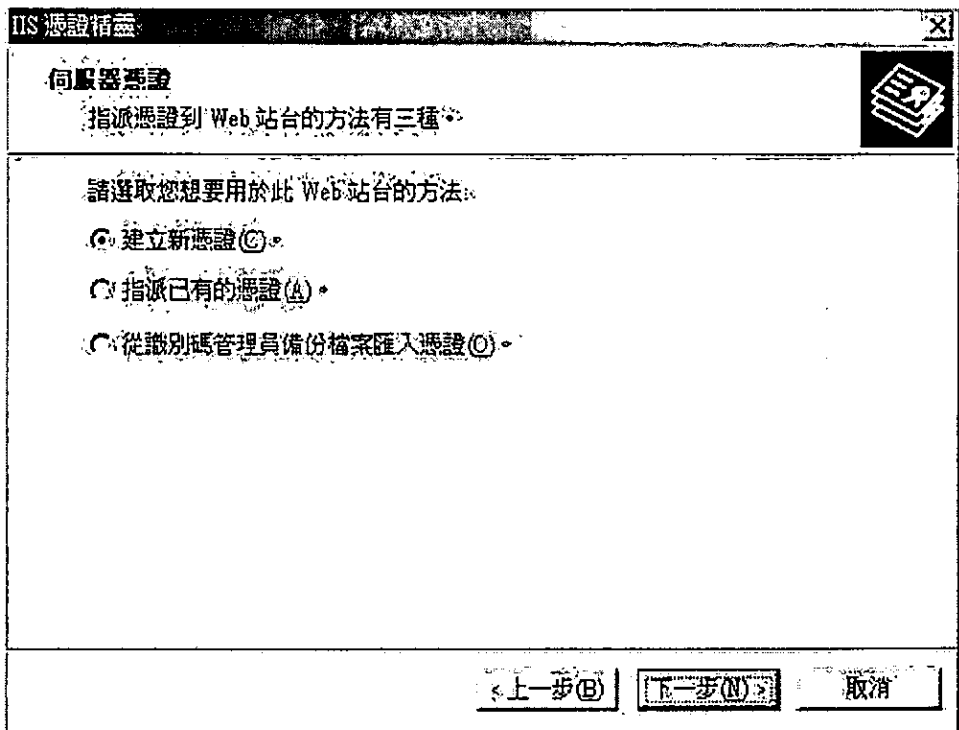 IIS 憑證精靈
伺服器憑證
指派憑證到 Web 站台的方法有三種。
請選取您想要用於此 Web 站台的方法:
建立新憑證(C)。
指派已有的憑證(A)。
從識別碼管理員備份檔案匯入憑證(O)。
<上一步(B) 下一步(N)> 取消